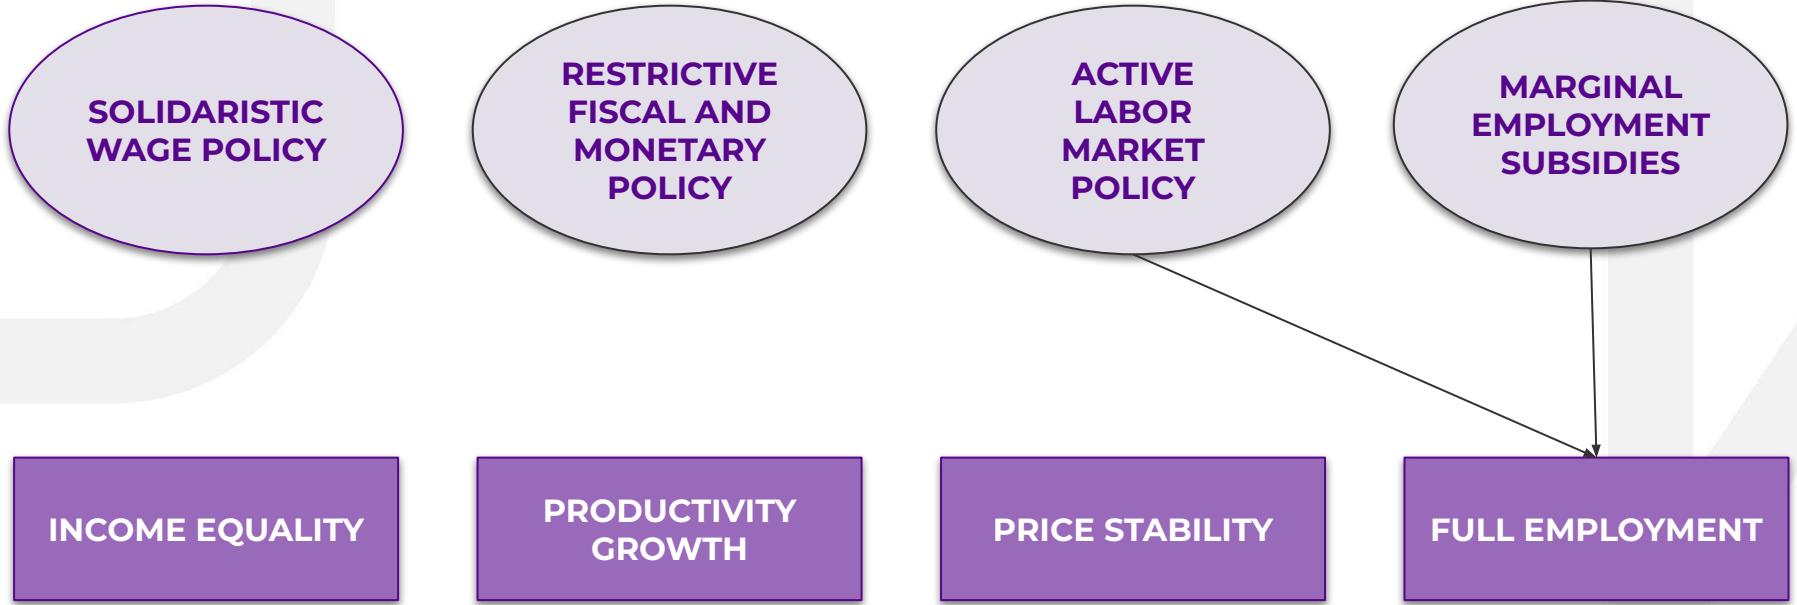 SOLIDARISTIC
WAGE POLICY
RESTRICTIVE
FISCAL AND
MONETARY
POLICY
ACTIVE
LABOR
MARKET
POLICY
MARGINAL
EMPLOYMENT
SUBSIDIES
INCOME EQUALITY
PRODUCTIVITY
GROWTH
PRICE STABILITY
FULL EMPLOYMENT